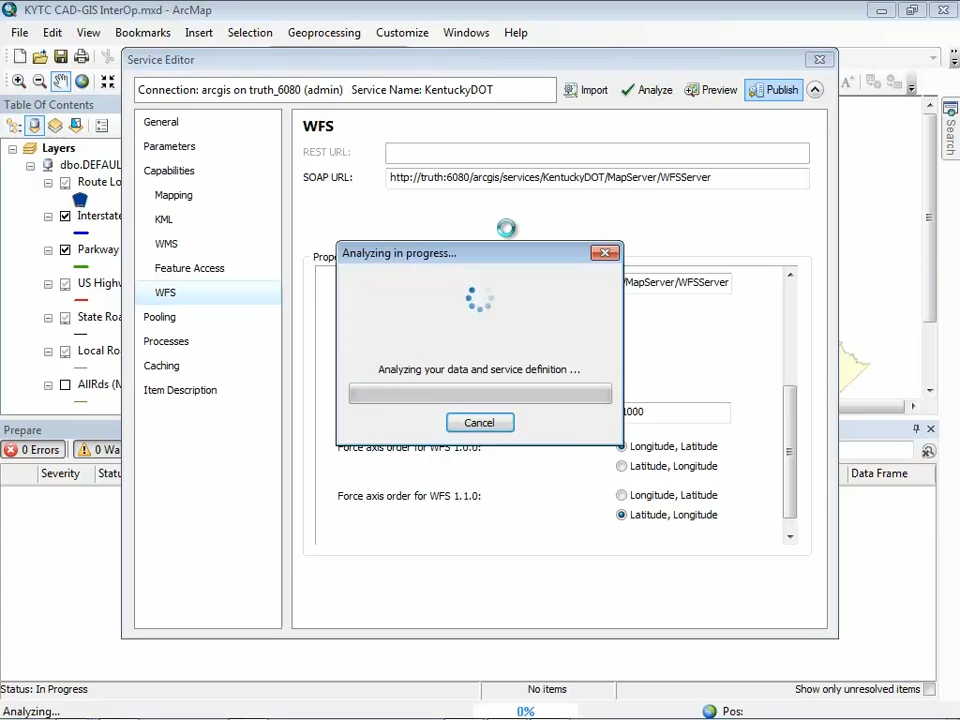 KYTC CAD-GIS InterOp.mxd - ArcMap
File Edit View Bookmarks Insert Selection Geoprocessing Customize Windows Help
Service Editor
Table Of Contents
Connection: arcgis on truth_6080 (admin) Service Name: KentuckyDOT
Import Analyze Preview Publish
Layers
dbo.DEFAUL
Route Lo
Interstate
Parkway
US Highw
State Roa
Local Ro
AllRds (M
General
Parameters
Capabilities
Mapping
KML
WMS
Feature Access
WFS
Pooling
Processes
Caching
Item Description
WFS
REST URL:
SOAP URL: http://truth:6080/arcgis/services/KentuckyDOT/MapServer/WFSServer
Prope
/MapServer/WFSServer
1000
Force axis order for WFS 1.0.0: Longitude, Latitude
Latitude, Longitude
Force axis order for WFS 1.1.0: Longitude, Latitude
Latitude, Longitude
Analyzing in progress...
Analyzing your data and service definition ...
Cancel
Search
Prepare
0 Errors 0 Wa
Severity Statu Data Frame
Status: In Progress No items Show only unresolved items
Analyzing... 0% Pos: